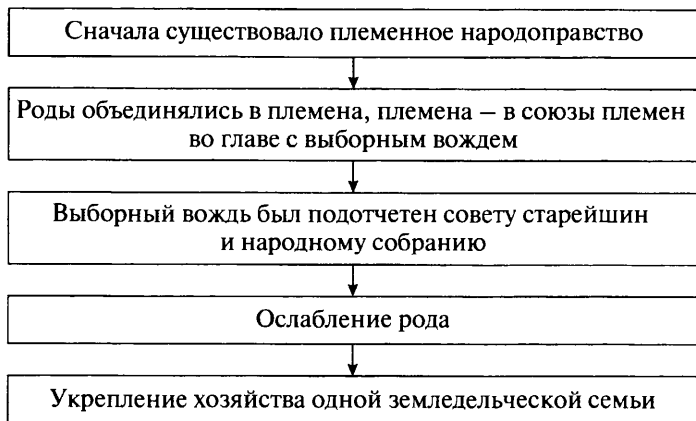 Сначала существовало племенное народоправство
Роды объединялись в племена, племена – в союзы племен
во главе с выборным вождем
Выборный вождь был подотчетен совету старейшин
и народному собранию
Ослабление рода
Укрепление хозяйства одной земледельческой семьи